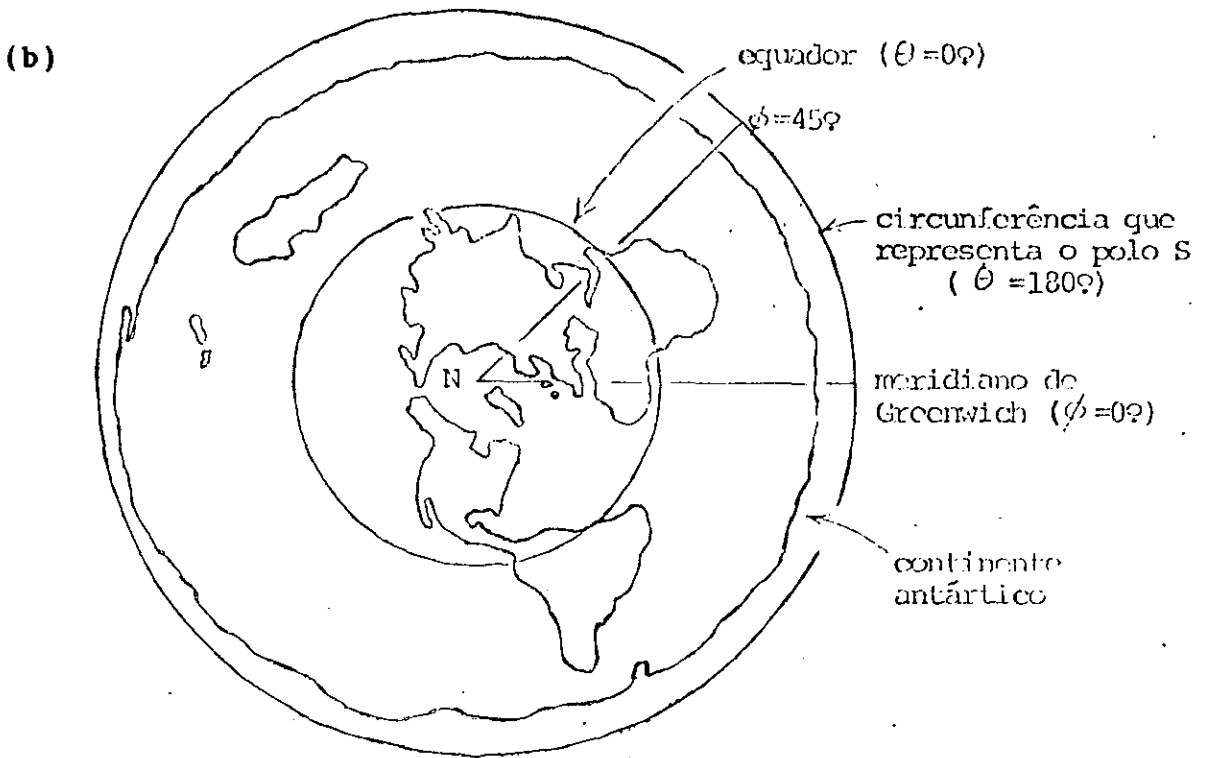 (b)
equador (θ=0º)
ϕ=45º
circunferência que
representa o polo S
(θ=180º)
N
meridiano de
Greenwich (ϕ=0º)
continente
antártico